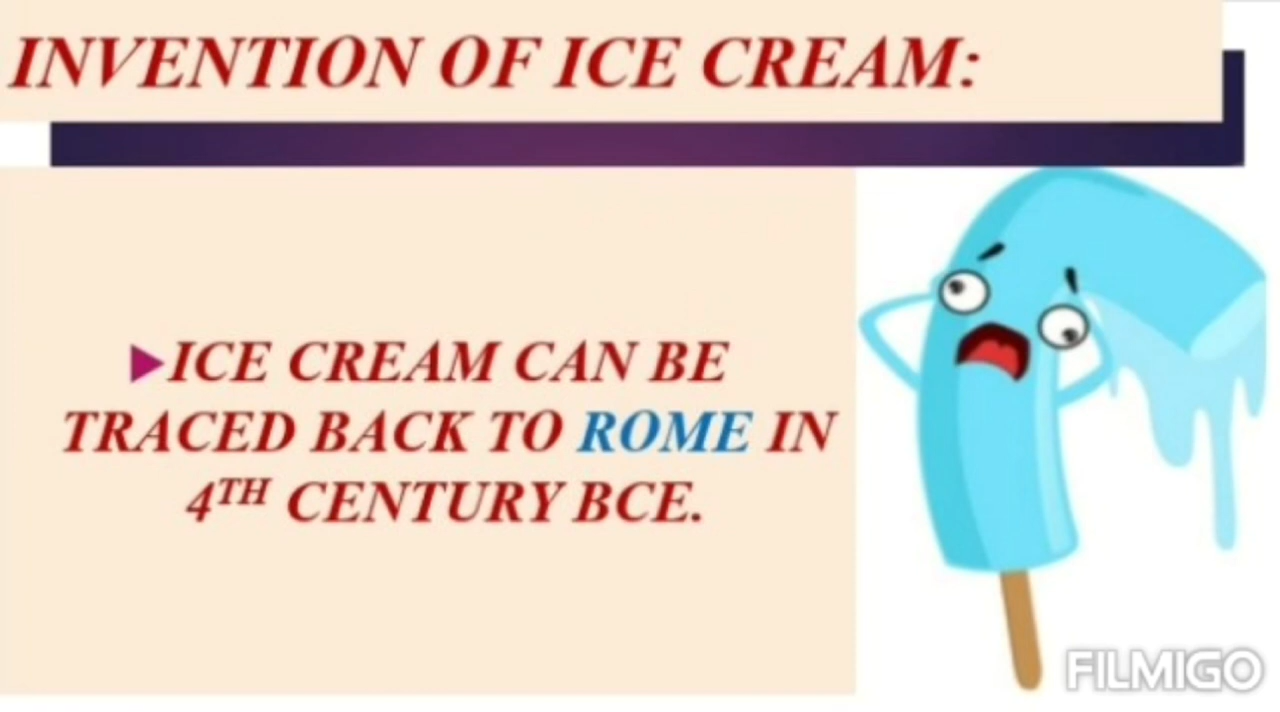 INVENTION OF ICE CREAM:
▶ICE CREAM CAN BE
TRACED BACK TO ROME IN
4TH CENTURY BCE.
FILMIGO